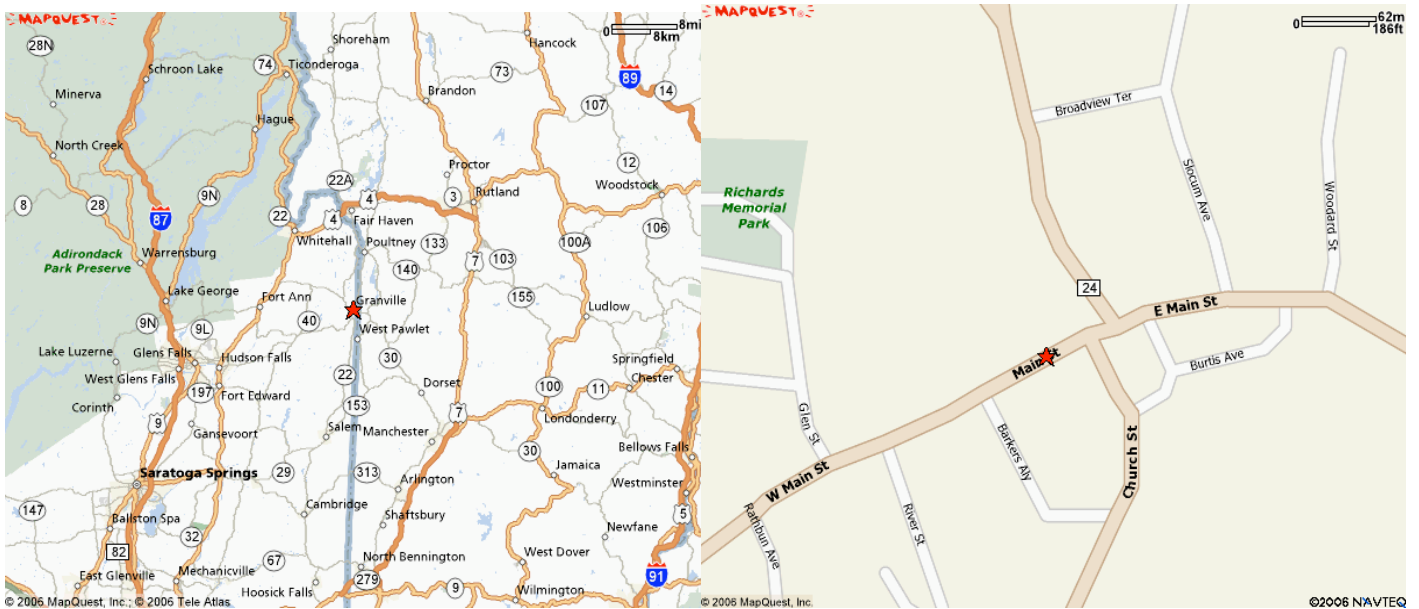 MAPQUEST
8mi
0
8km
28N
Shoreham
Hancock
Schroon Lake
74
Ticonderoga
73
89
14
Minerva
Brandon
107
Hague
North Creek
12
Proctor
22A
Woodstock
8
28
9N
4
3
Rutland
87
22
4
Fair Haven
106
Whitehall
Poultney
133
100A
Adirondack
Park Preserve
Warrensburg
7
103
140
Lake George
Fort Ann
Granville
155
Ludlow
9N
9L
40
West Pawlet
Lake Luzerne
Glens Falls
Hudson Falls
30
Springfield
West Glens Falls
22
Dorset
100
11
Chester
197
Fort Edward
Corinth
153
7
Londonderry
9
Gansevoort
Salem
Manchester
30
Bellows Falls
Saratoga Springs
29
313
Jamaica
Arlington
Westminster
147
Cambridge
5
Ballston Spa
Shaftsbury
Newfane
32
82
67
North Bennington
West Dover
East Glenville
Mechanicville
279
9
91
Hoosick Falls
Wilmington
© 2006 MapQuest, Inc.; © 2006 Tele Atlas
MAPQUEST
62m
0
186ft
Broadview Ter
Slocum Ave
Woodard St
Richards
Memorial
Park
24
E Main St
Main St
Burtis Ave
Glen St
Barkers Aly
Church St
W Main St
Rathbun Ave
River St
© 2006 MapQuest, Inc.
©2006 NAVTEQ